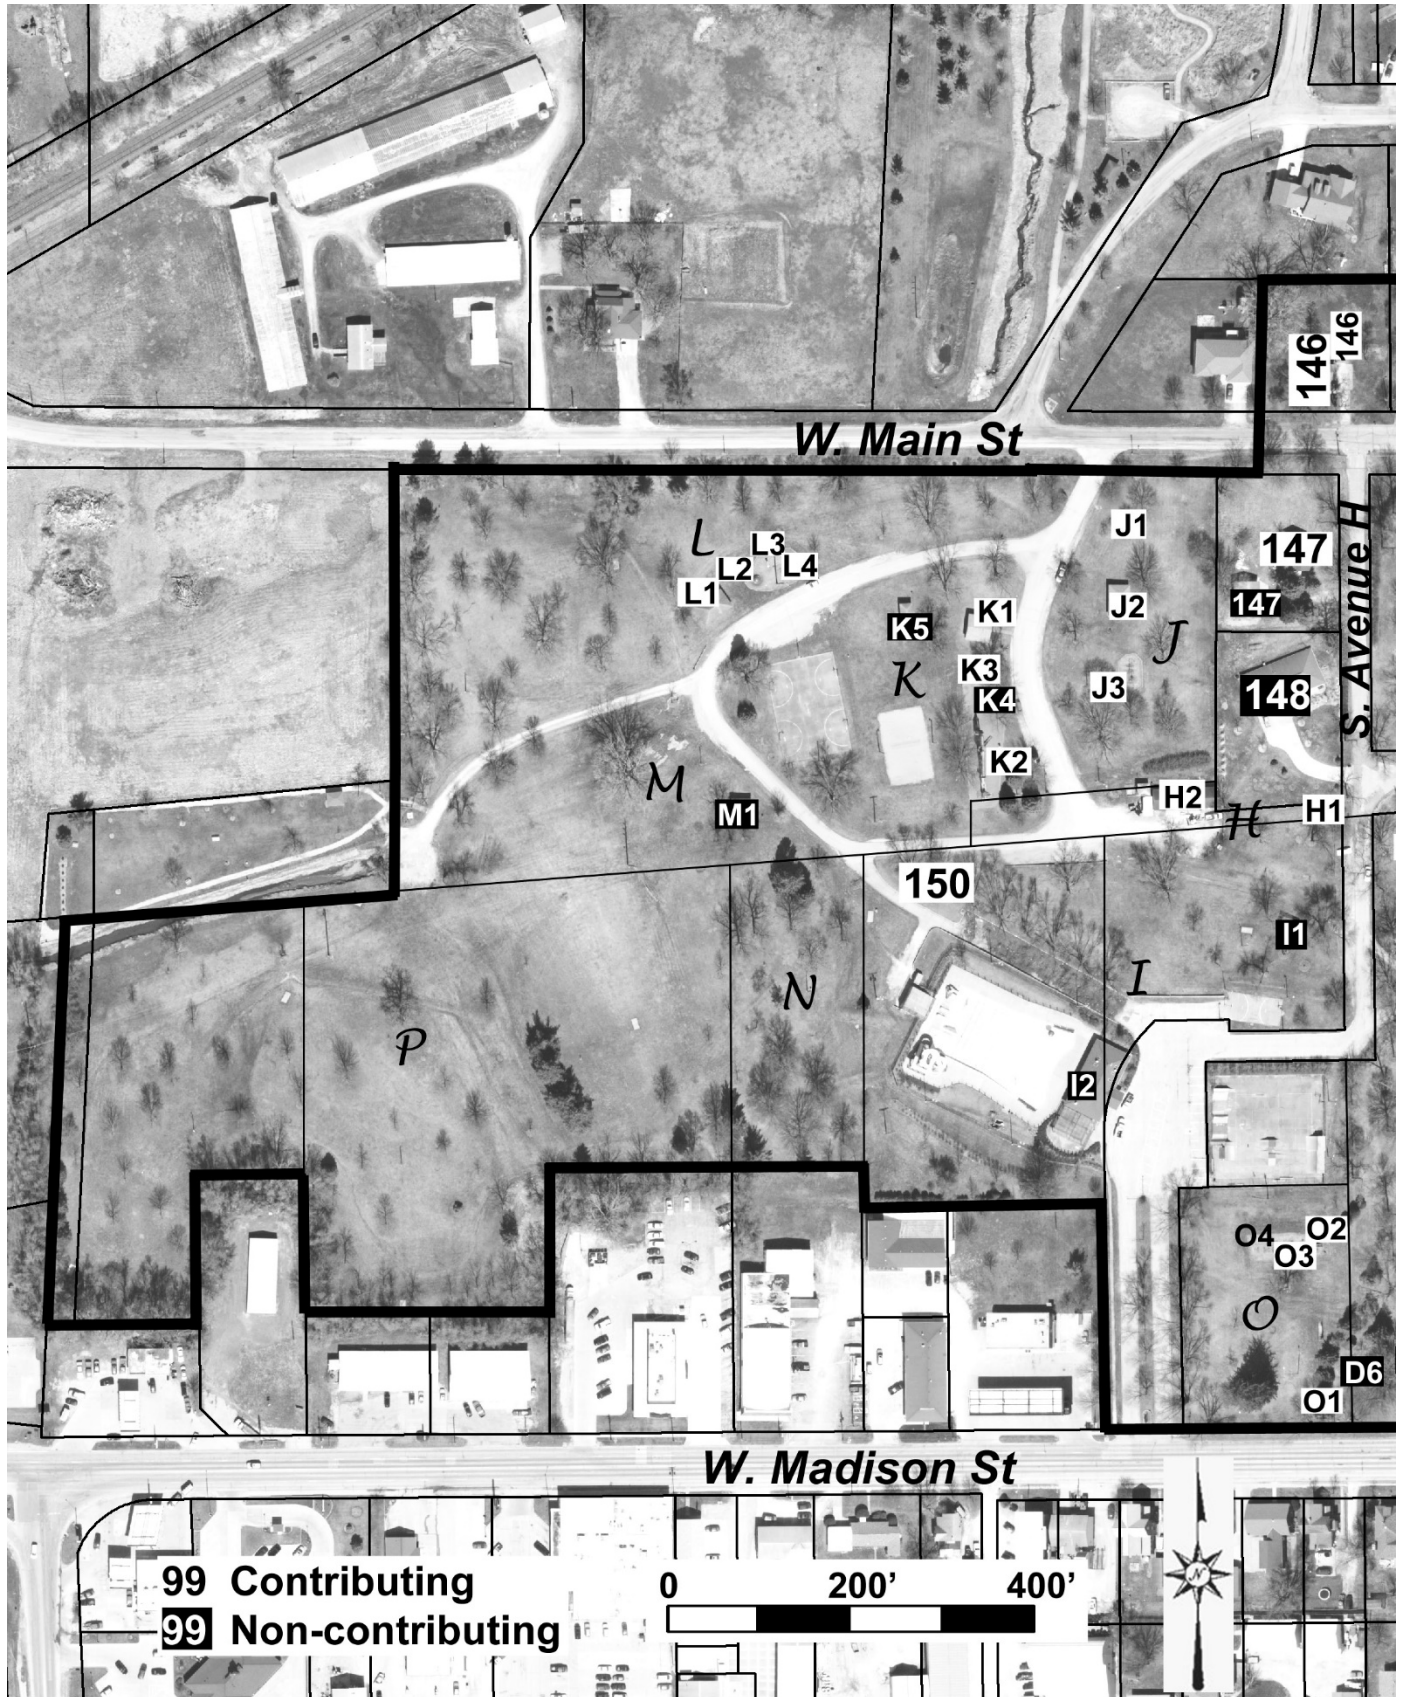 146
146
W. Main St
S. Avenue H
L
L3
L2
L4
L1
J1
147
147
K5
K1
J2
J
K
K3
K4
J3
148
M
K2
M1
H2
H
H1
150
I1
I
N
P
I2
O4
O2
O3
O
D6
O1
W. Madison St
N
99 Contributing
99 Non-contributing
0 200' 400'